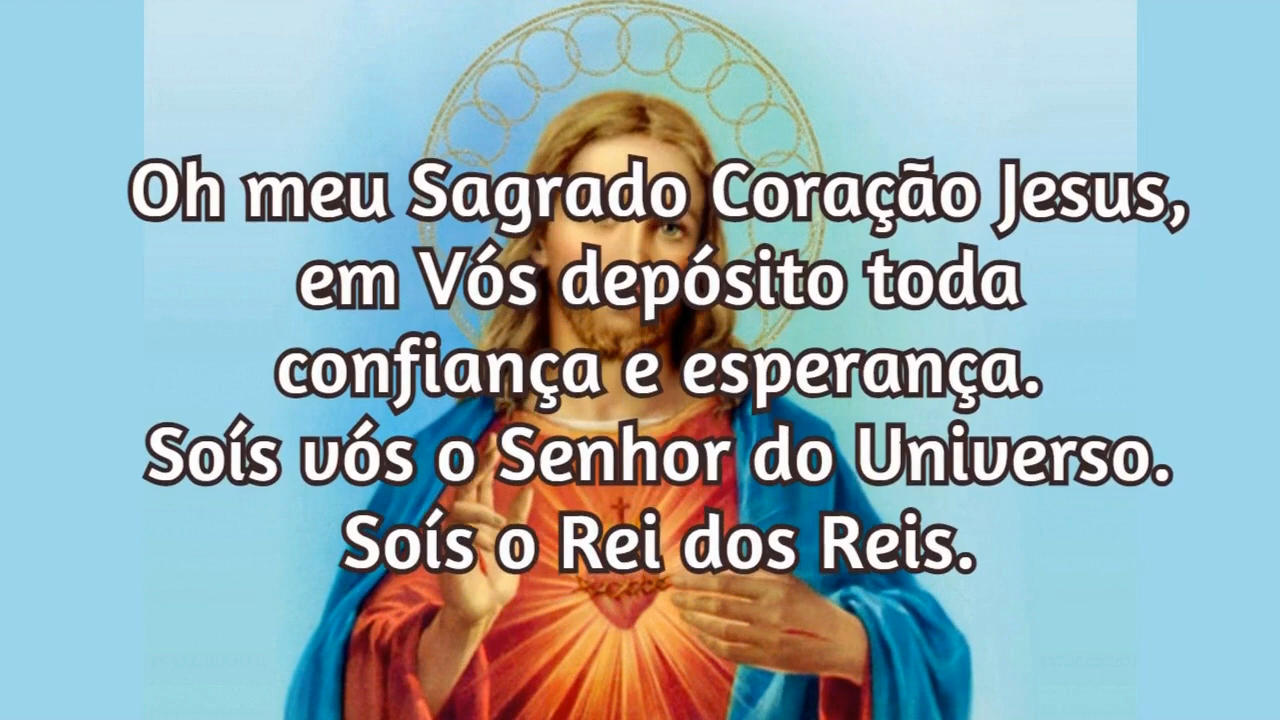 Oh meu Sagrado Coração Jesus,
em Vós depósito toda
confiança e esperança.
Soís vós o Senhor do Universo.
Soís o Rei dos Reis.